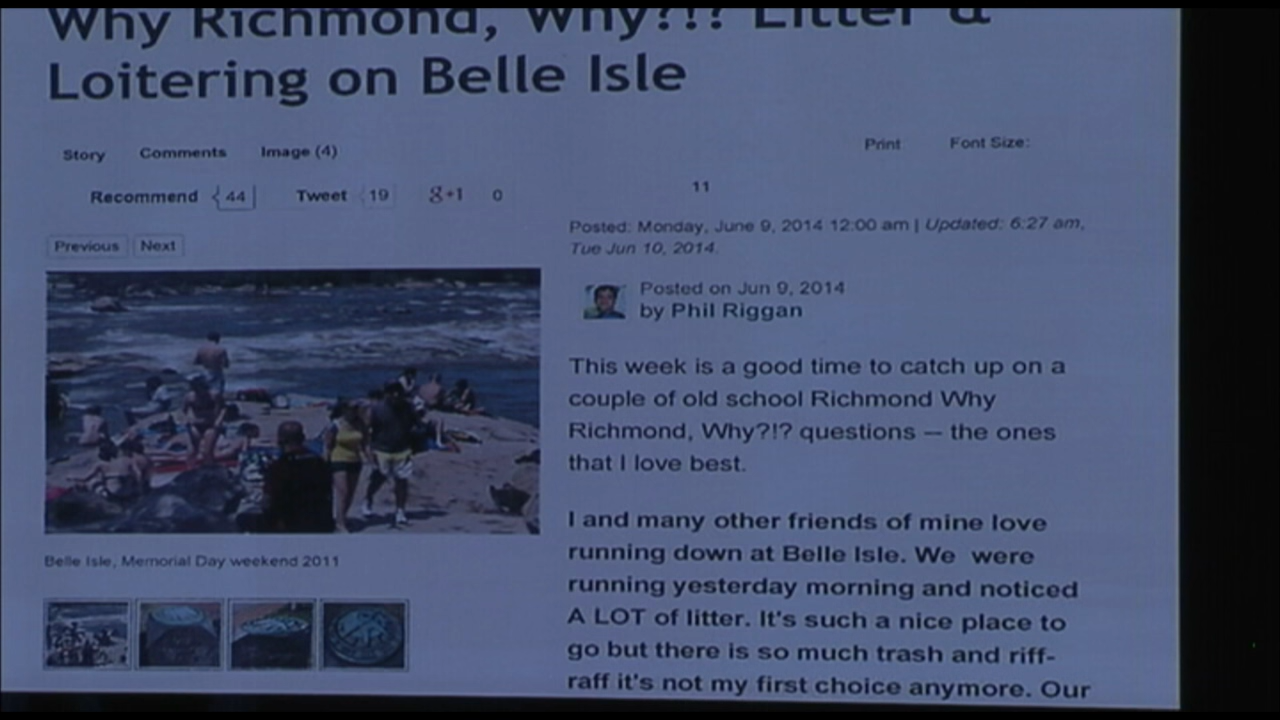 Why Richmond, Why?!? Litter &
Loitering on Belle Isle
Story Comments Image (4)
Print Font Size:
Recommend 44 Tweet 19 g+1 0
11
Previous Next
Posted: Monday, June 9, 2014 12:00 am | Updated: 6:27 am,
Tue Jun 10, 2014.
Posted on Jun 9, 2014
by Phil Riggan
This week is a good time to catch up on a
couple of old school Richmond Why
Richmond, Why?!? questions — the ones
that I love best.
I and many other friends of mine love
running down at Belle Isle. We were
running yesterday morning and noticed
A LOT of litter. It's such a nice place to
go but there is so much trash and riff-
raff it's not my first choice anymore. Our
Belle Isle, Memorial Day weekend 2011